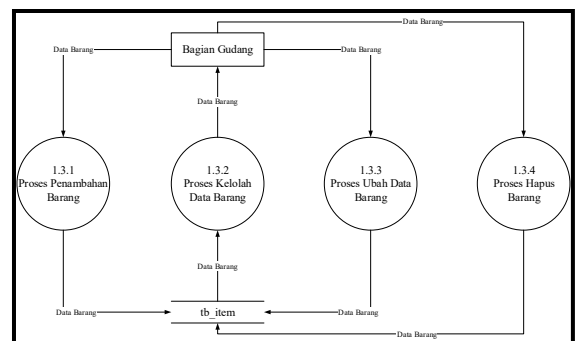 Data Barang
Data Barang
Bagian Gudang
Data Barang
Data Barang
1.3.1
Proses Penambahan
Barang
1.3.2
Proses Kelolah
Data Barang
1.3.3
Proses Ubah Data
Barang
1.3.4
Proses Hapus
Barang
Data Barang
Data Barang
tb_item
Data Barang
Data Barang